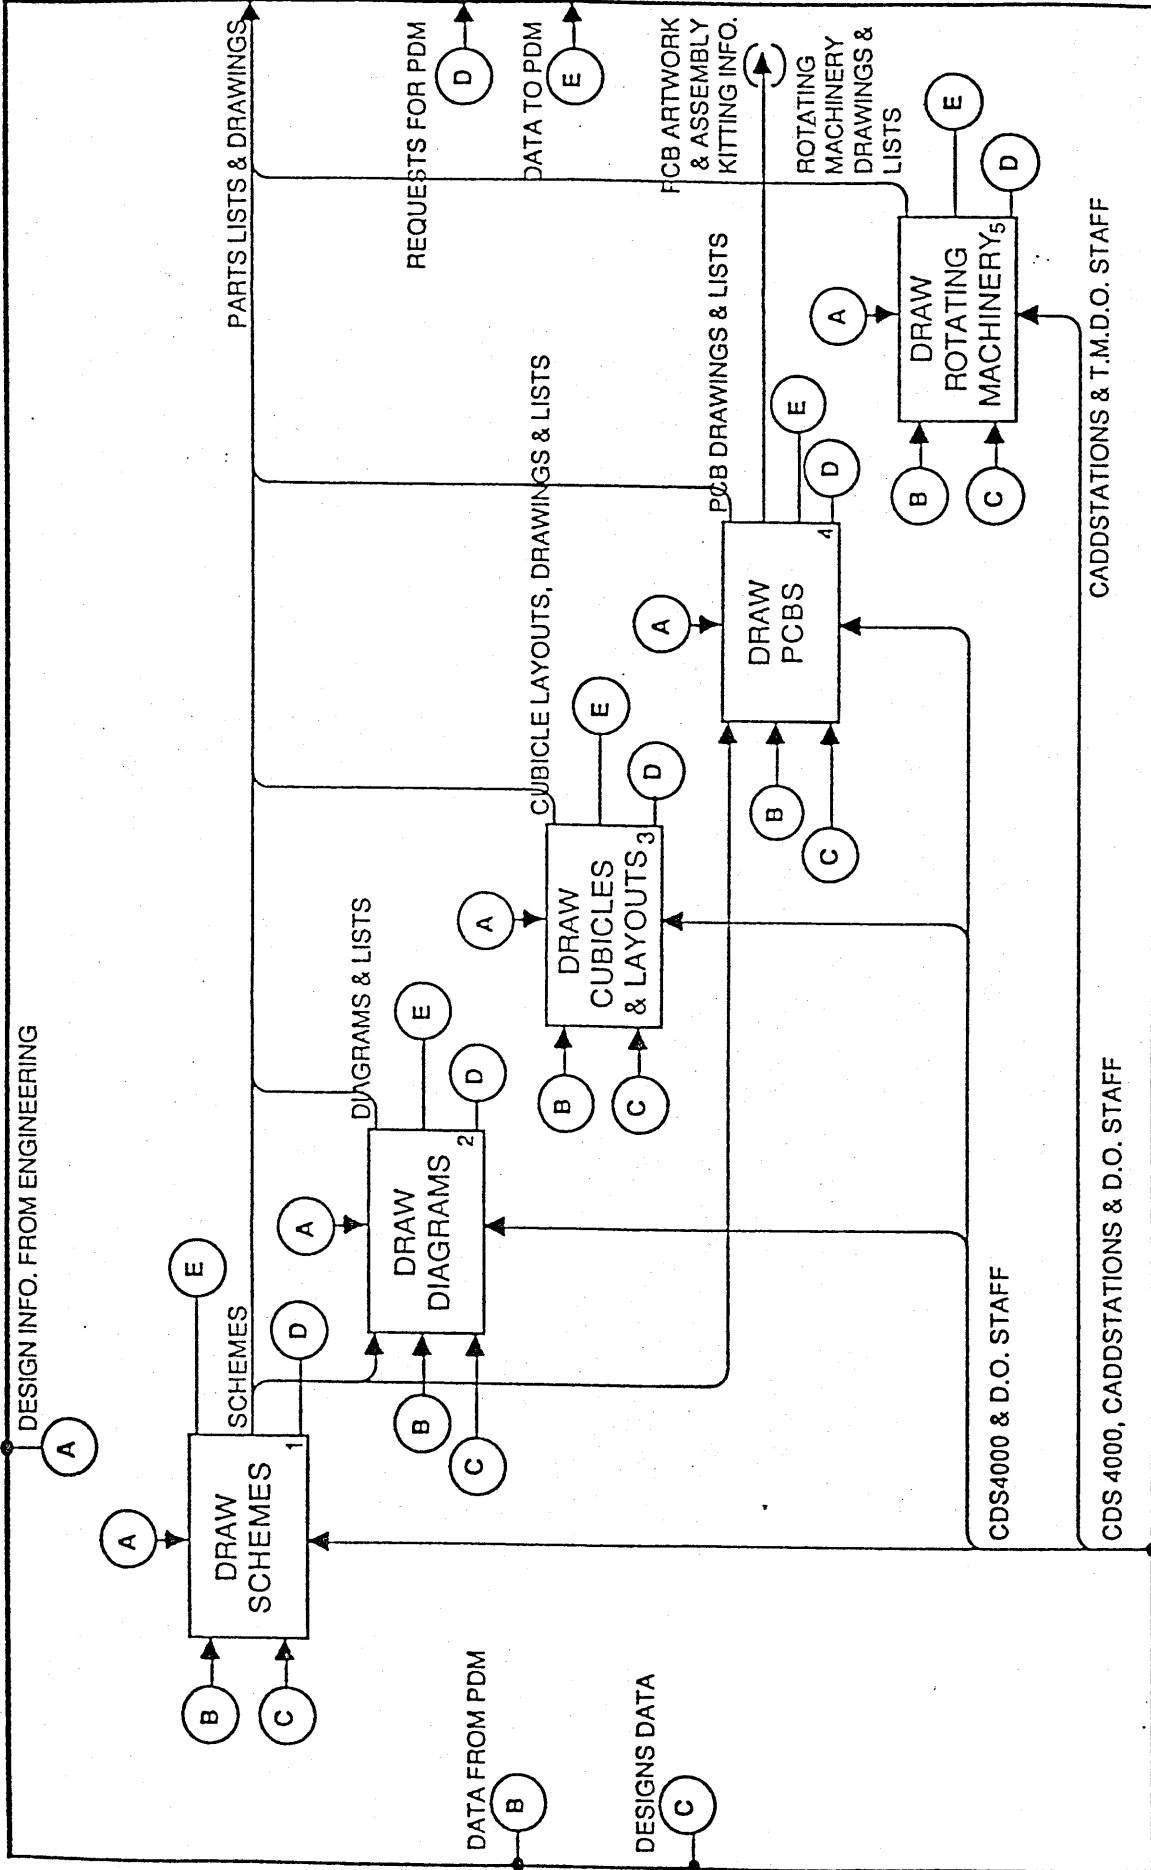 DESIGN INFO. FROM ENGINEERING
A
PARTS LISTS & DRAWINGS
REQUESTS FOR PDM
D
DATA TO PDM
E
PCB ARTWORK
& ASSEMBLY
KITTING INFO.
ROTATING
MACHINERY
DRAWINGS &
LISTS
A
B
C
DRAW
SCHEMES
1
E
SCHEMES
D
A
B
C
DRAW
DIAGRAMS
2
DIAGRAMS & LISTS
E
D
A
B
C
DRAW
CUBICLES
& LAYOUTS
3
CUBICLE LAYOUTS, DRAWINGS & LISTS
E
D
A
B
C
DRAW
PCBS
4
PCB DRAWINGS & LISTS
E
D
A
B
C
DRAW
ROTATING
MACHINERY
5
E
D
DATA FROM PDM
B
DESIGNS DATA
C
CDS4000 & D.O. STAFF
CADDSTATIONS & T.M.D.O. STAFF
CDS 4000, CADDSTATIONS & D.O. STAFF